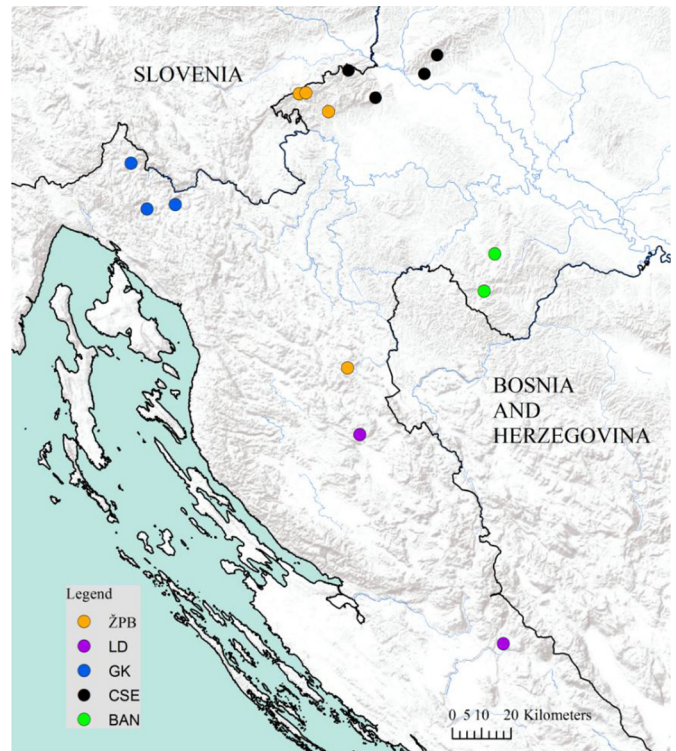 SLOVENIA
BOSNIA
AND
HERZEGOVINA
Legend
ŽPB
LD
GK
CSE
BAN
0 5 10 20 Kilometers